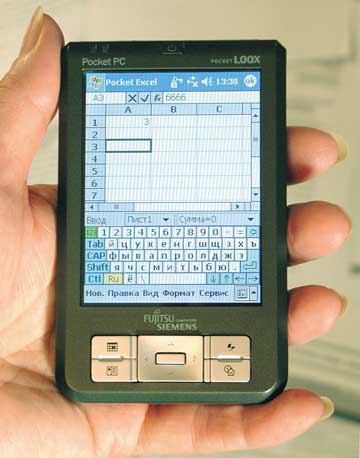 Pocket PC POCKET LOOX
Pocket Excel 13:38 ok
A3 fx 6666
A B C
1 3
2
3
4
5
6
7
Ввод Лист1 Сумма=0
1 2 3 4 5 6 7 8 9 0 - =
Tab й ц у к е н г ш щ з х ъ
CAP ф ы в а п р о л д ж э
Shift я ч с м и т ь б ю .
Ctl Ru ё \
Нов. Правка Вид Формат Сервис
FUJITSU COMPUTERS
SIEMENS